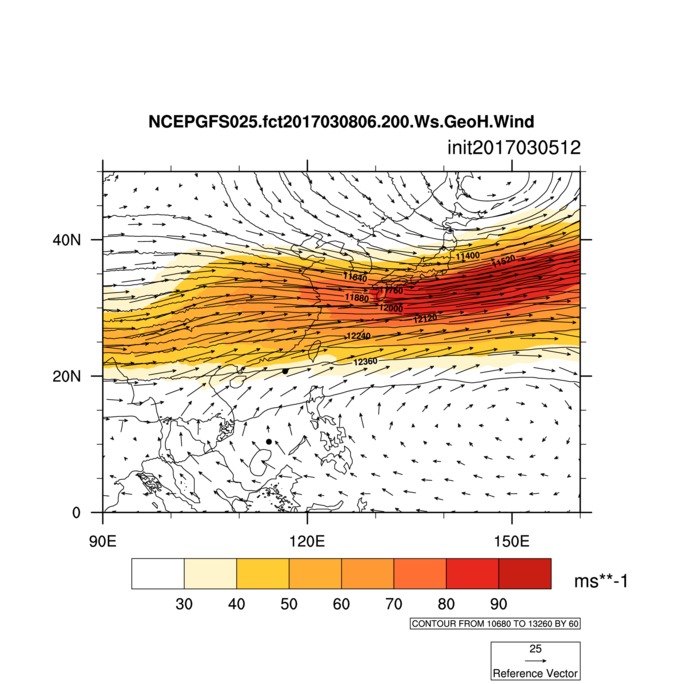 NCEPGFS025.fct2017030806.200.Ws.GeoH.Wind
init2017030512
40N
20N
0
11400
11520
11640
11760
11880
12000
12120
12240
12360
90E
120E
150E
30
40
50
60
70
80
90
ms**-1
CONTOUR FROM 10680 TO 13260 BY 60
25
Reference Vector